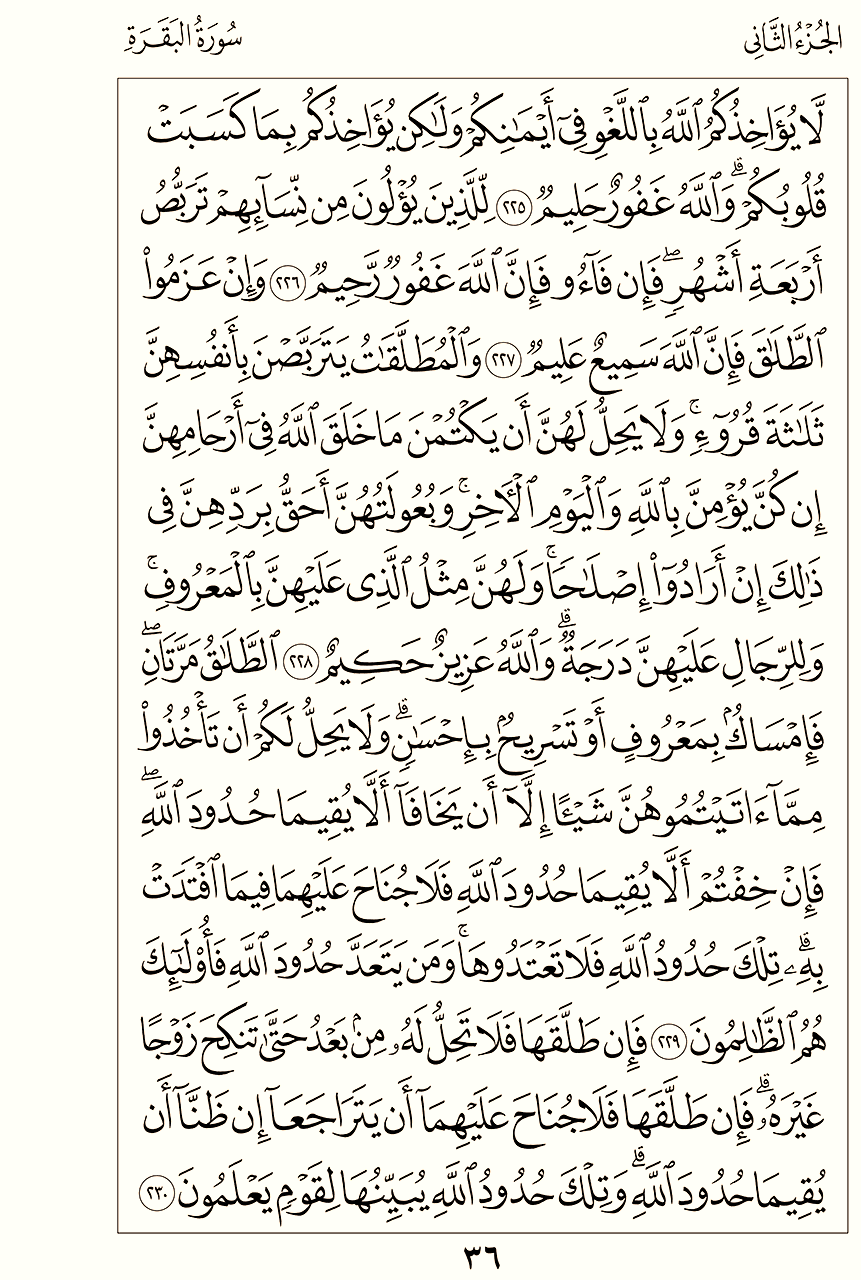 الجُزْءُ الثَّانِي
سُورَةُ البَقَرَةِ
لَّا يُؤَاخِذُكُمُ ٱللَّهُ بِٱللَّغْوِ فِىٓ أَيْمَـٰنِكُمْ وَلَـٰكِن يُؤَاخِذُكُم بِمَا كَسَبَتْ
قُلُوبُكُمْ ۗ وَٱللَّهُ غَفُورٌ حَلِيمٌ ٢٢٥ لِّلَّذِينَ يُؤْلُونَ مِن نِّسَآئِهِمْ تَرَبُّصُ
أَرْبَعَةِ أَشْهُرٍ ۖ فَإِن فَآءُو فَإِنَّ ٱللَّهَ غَفُورٌ رَّحِيمٌ ٢٢٦ وَإِنْ عَزَمُوا۟
ٱلطَّلَـٰقَ فَإِنَّ ٱللَّهَ سَمِيعٌ عَلِيمٌ ٢٢٧ وَٱلْمُطَلَّقَـٰتُ يَتَرَبَّصْنَ بِأَنفُسِهِنَّ
ثَلَـٰثَةَ قُرُوٓءٍ ۚ وَلَا يَحِلُّ لَهُنَّ أَن يَكْتُمْنَ مَا خَلَقَ ٱللَّهُ فِىٓ أَرْحَامِهِنَّ
إِن كُنَّ يُؤْمِنَّ بِٱللَّهِ وَٱلْيَوْمِ ٱلْـَٔاخِرِ ۚ وَبُعُولَتُهُنَّ أَحَقُّ بِرَدِّهِنَّ فِى
ذَٰلِكَ إِنْ أَرَادُوٓا۟ إِصْلَـٰحًا ۚ وَلَهُنَّ مِثْلُ ٱلَّذِى عَلَيْهِنَّ بِٱلْمَعْرُوفِ ۚ
وَلِلرِّجَالِ عَلَيْهِنَّ دَرَجَةٌ ۗ وَٱللَّهُ عَزِيزٌ حَكِيمٌ ٢٢٨ ٱلطَّلَـٰقُ مَرَّتَانِ ۖ
فَإِمْسَاكٌۢ بِمَعْرُوفٍ أَوْ تَسْرِيحٌۢ بِإِحْسَـٰنٍ ۗ وَلَا يَحِلُّ لَكُمْ أَن تَأْخُذُوا۟
مِمَّآ ءَاتَيْتُمُوهُنَّ شَيْـًٔا إِلَّآ أَن يَخَافَآ أَلَّا يُقِيمَا حُدُودَ ٱللَّهِ ۖ
فَإِنْ خِفْتُمْ أَلَّا يُقِيمَا حُدُودَ ٱللَّهِ فَلَا جُنَاحَ عَلَيْهِمَا فِيمَا ٱفْتَدَتْ
بِهِۦ ۗ تِلْكَ حُدُودُ ٱللَّهِ فَلَا تَعْتَدُوهَا ۚ وَمَن يَتَعَدَّ حُدُودَ ٱللَّهِ فَأُو۟لَـٰٓئِكَ
هُمُ ٱلظَّـٰلِمُونَ ٢٢٩ فَإِن طَلَّقَهَا فَلَا تَحِلُّ لَهُۥ مِنۢ بَعْدُ حَتَّىٰ تَنكِحَ زَوْجًا
غَيْرَهُۥ ۗ فَإِن طَلَّقَهَا فَلَا جُنَاحَ عَلَيْهِمَآ أَن يَتَرَاجَعَآ إِن ظَنَّآ أَن
يُقِيمَا حُدُودَ ٱللَّهِ ۗ وَتِلْكَ حُدُودُ ٱللَّهِ يُبَيِّنُهَا لِقَوْمٍ يَعْلَمُونَ ٢٣٠
٣٦